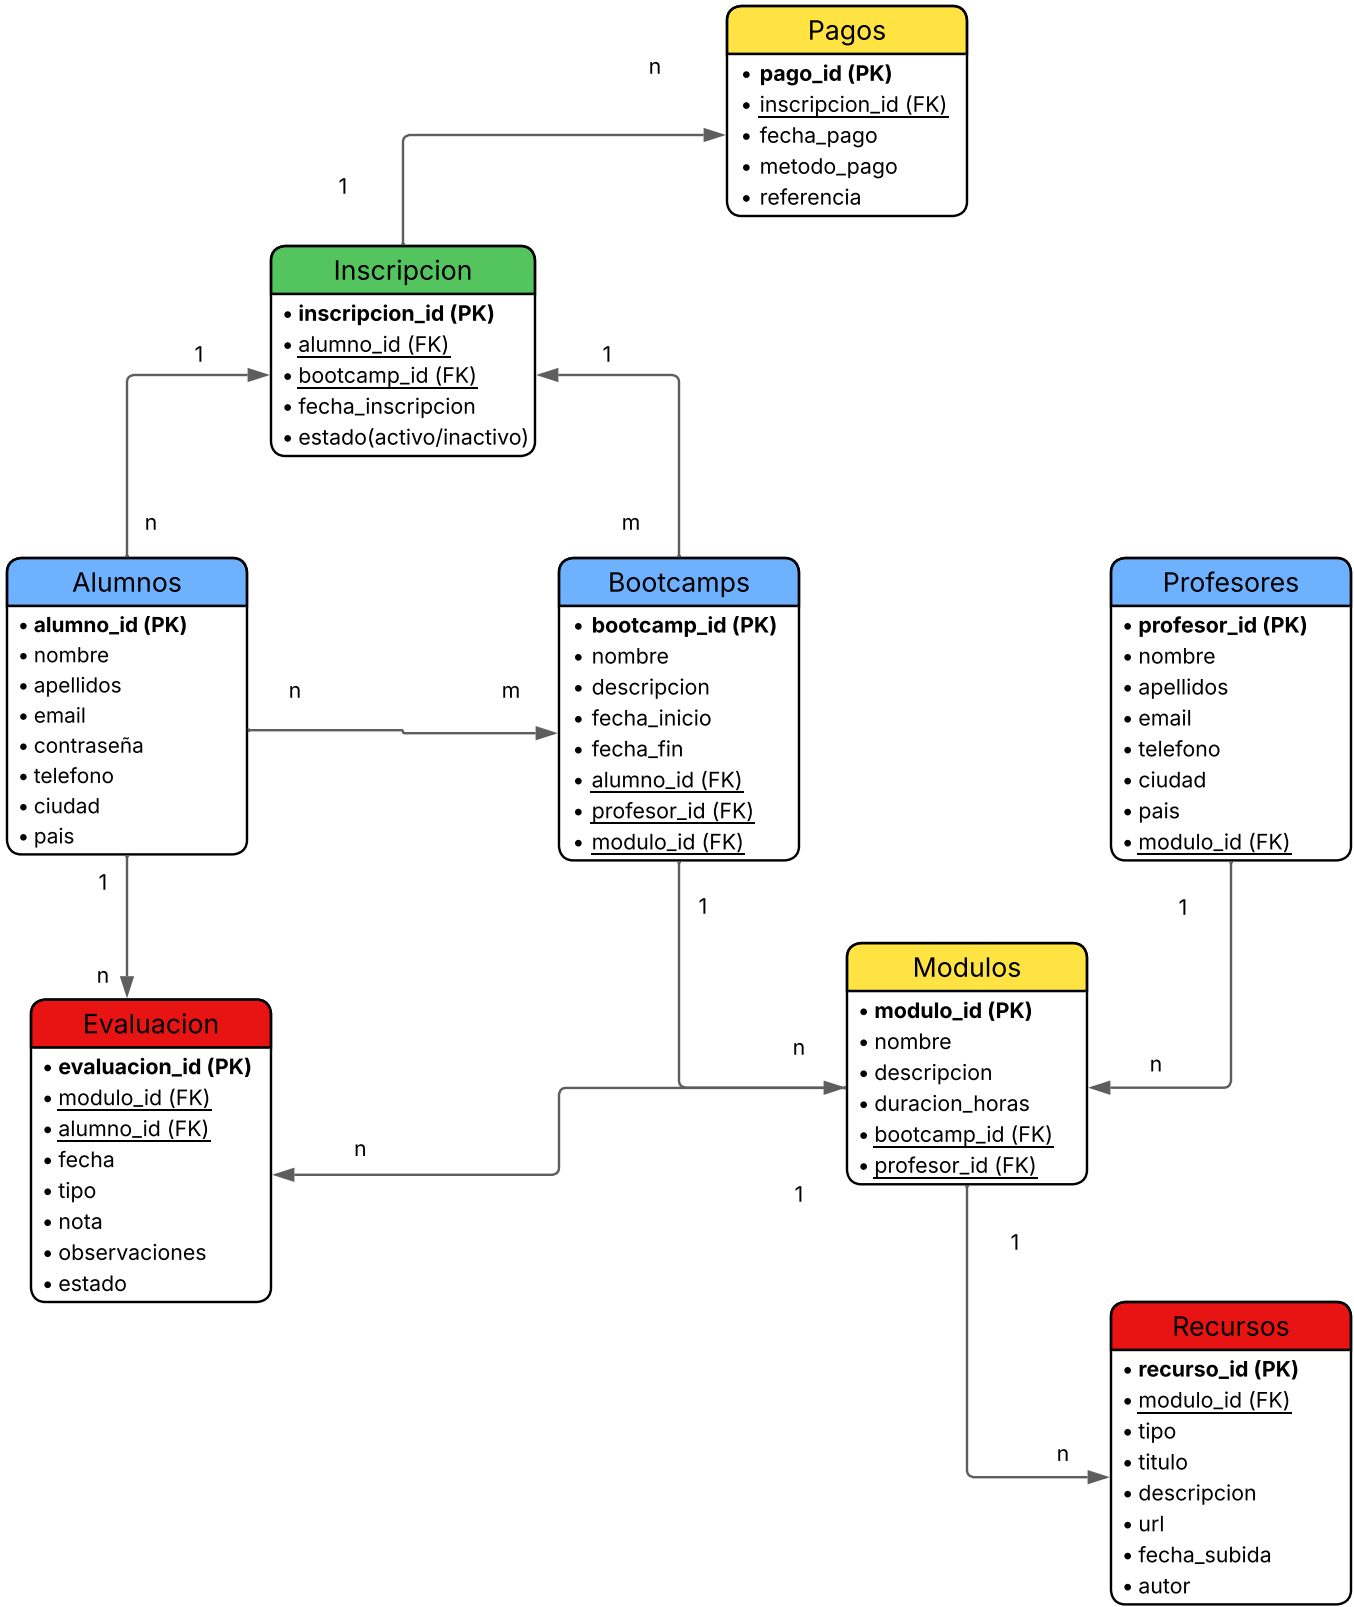 Pagos
• pago_id (PK)
• inscripcion_id (FK)
• fecha_pago
• metodo_pago
• referencia
n
1
Inscripcion
• inscripcion_id (PK)
• alumno_id (FK)
• bootcamp_id (FK)
• fecha_inscripcion
• estado(activo/inactivo)
1
1
n
m
Alumnos
• alumno_id (PK)
• nombre
• apellidos
• email
• contraseña
• telefono
• ciudad
• pais
n
m
Bootcamps
• bootcamp_id (PK)
• nombre
• descripcion
• fecha_inicio
• fecha_fin
• alumno_id (FK)
• profesor_id (FK)
• modulo_id (FK)
Profesores
• profesor_id (PK)
• nombre
• apellidos
• email
• telefono
• ciudad
• pais
• modulo_id (FK)
1
n
1
1
Evaluacion
• evaluacion_id (PK)
• modulo_id (FK)
• alumno_id (FK)
• fecha
• tipo
• nota
• observaciones
• estado
n
n
Modulos
• modulo_id (PK)
• nombre
• descripcion
• duracion_horas
• bootcamp_id (FK)
• profesor_id (FK)
n
1
1
n
Recursos
• recurso_id (PK)
• modulo_id (FK)
• tipo
• titulo
• descripcion
• url
• fecha_subida
• autor